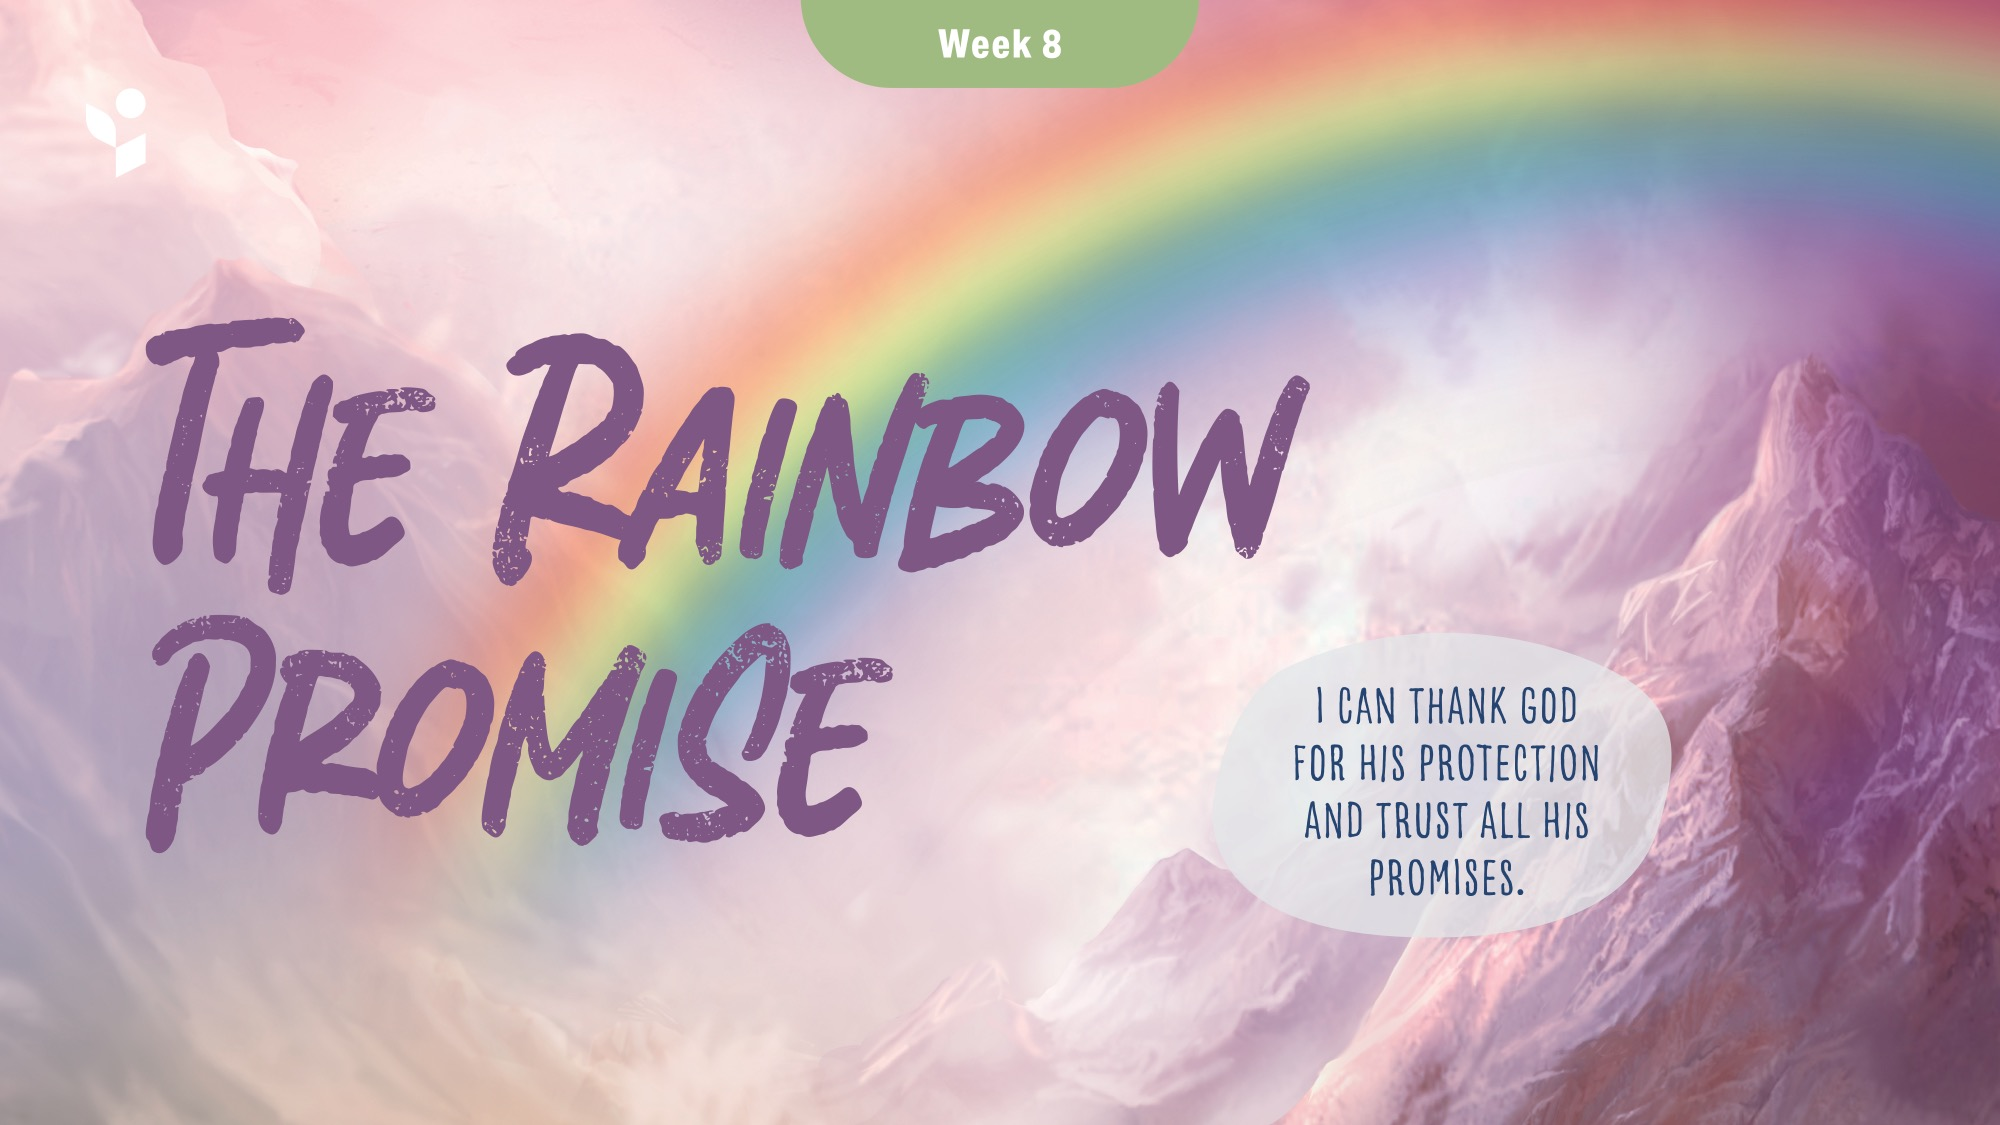 Week 8
THE RAINBOW
PROMISE
I CAN THANK GOD
FOR HIS PROTECTION
AND TRUST ALL HIS
PROMISES.